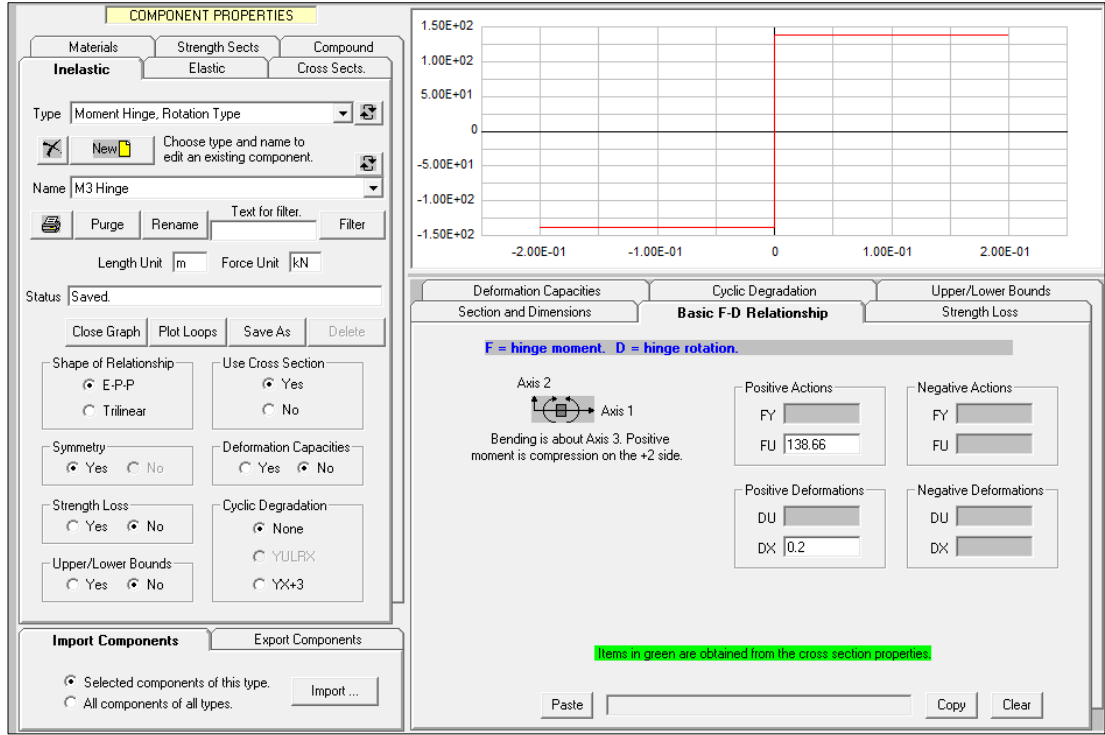 COMPONENT PROPERTIES
Materials
Strength Sects
Compound
Inelastic
Elastic
Cross Sects.
Type
Moment Hinge, Rotation Type
New
Choose type and name to
edit an existing component.
Name
M3 Hinge
Purge
Rename
Text for filter.
Filter
Length Unit
m
Force Unit
kN
Status
Saved.
Close Graph
Plot Loops
Save As
Delete
Shape of Relationship
E-P-P
Trilinear
Use Cross Section
Yes
No
Symmetry
Yes
No
Deformation Capacities
Yes
No
Strength Loss
Yes
No
Cyclic Degradation
None
YULRX
YX+3
Upper/Lower Bounds
Yes
No
Import Components
Export Components
Selected components of this type.
All components of all types.
Import ...
1.50E+02
1.00E+02
5.00E+01
0
-5.00E+01
-1.00E+02
-1.50E+02
-2.00E-01
-1.00E-01
0
1.00E-01
2.00E-01
Deformation Capacities
Cyclic Degradation
Upper/Lower Bounds
Section and Dimensions
Basic F-D Relationship
Strength Loss
F = hinge moment. D = hinge rotation.
Axis 2
Axis 1
Bending is about Axis 3. Positive
moment is compression on the +2 side.
Positive Actions
FY
FU
138.66
Negative Actions
FY
FU
Positive Deformations
DU
DX
0.2
Negative Deformations
DU
DX
Items in green are obtained from the cross section properties.
Paste
Copy
Clear